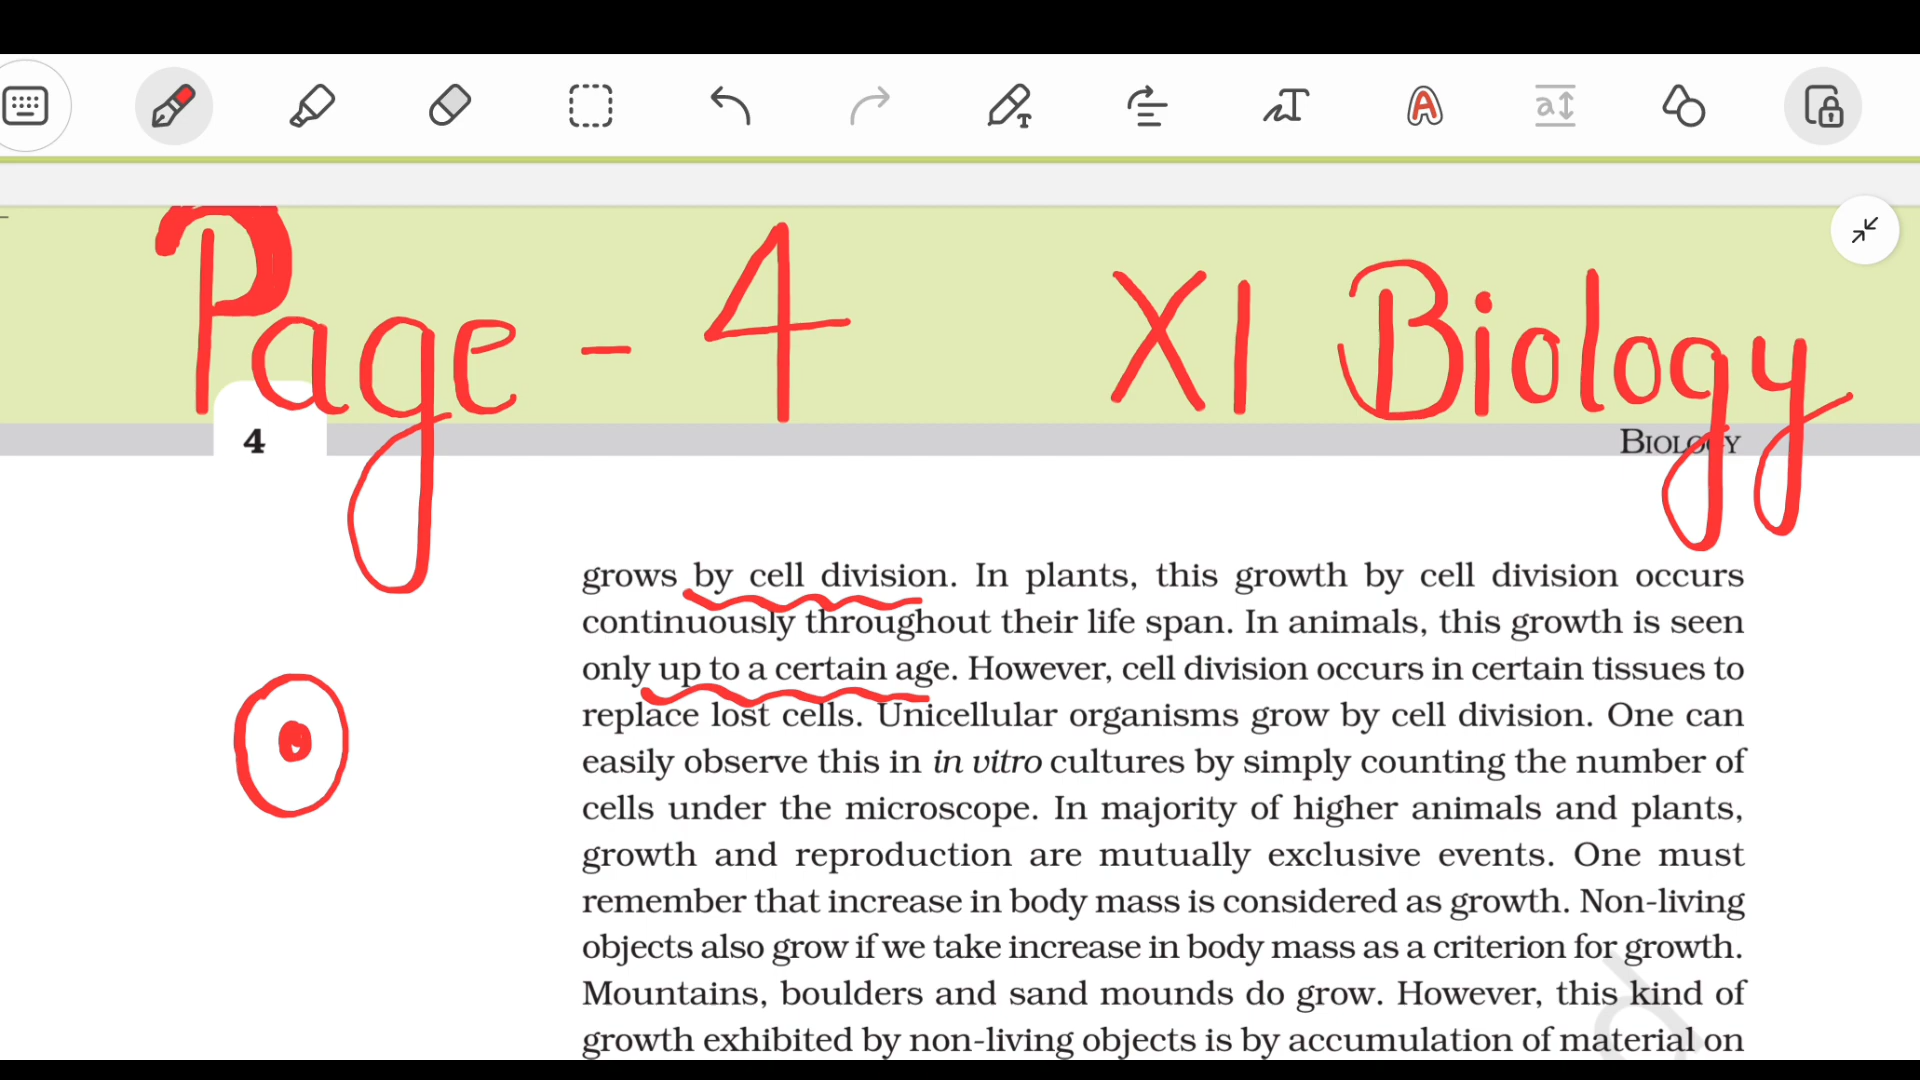 Page - 4 XI Biology
4 BIOLOGY
grows by cell division. In plants, this growth by cell division occurs
continuously throughout their life span. In animals, this growth is seen
only up to a certain age. However, cell division occurs in certain tissues to
replace lost cells. Unicellular organisms grow by cell division. One can
easily observe this in in vitro cultures by simply counting the number of
cells under the microscope. In majority of higher animals and plants,
growth and reproduction are mutually exclusive events. One must
remember that increase in body mass is considered as growth. Non-living
objects also grow if we take increase in body mass as a criterion for growth.
Mountains, boulders and sand mounds do grow. However, this kind of
growth exhibited by non-living objects is by accumulation of material on